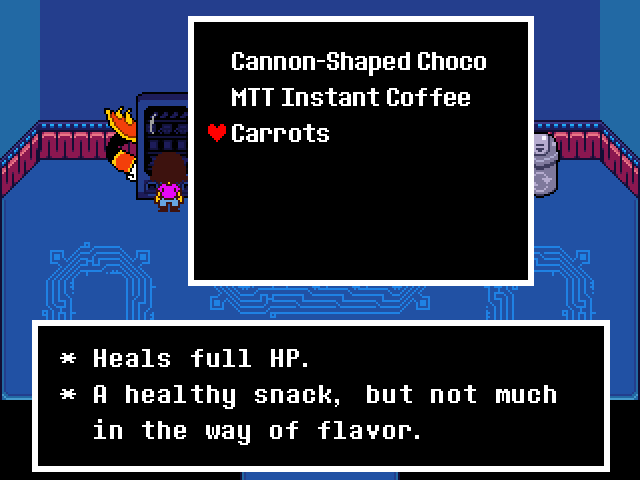 Cannon-Shaped Choco
MTT Instant Coffee
Carrots
* Heals full HP.
* A healthy snack, but not much
in the way of flavor.